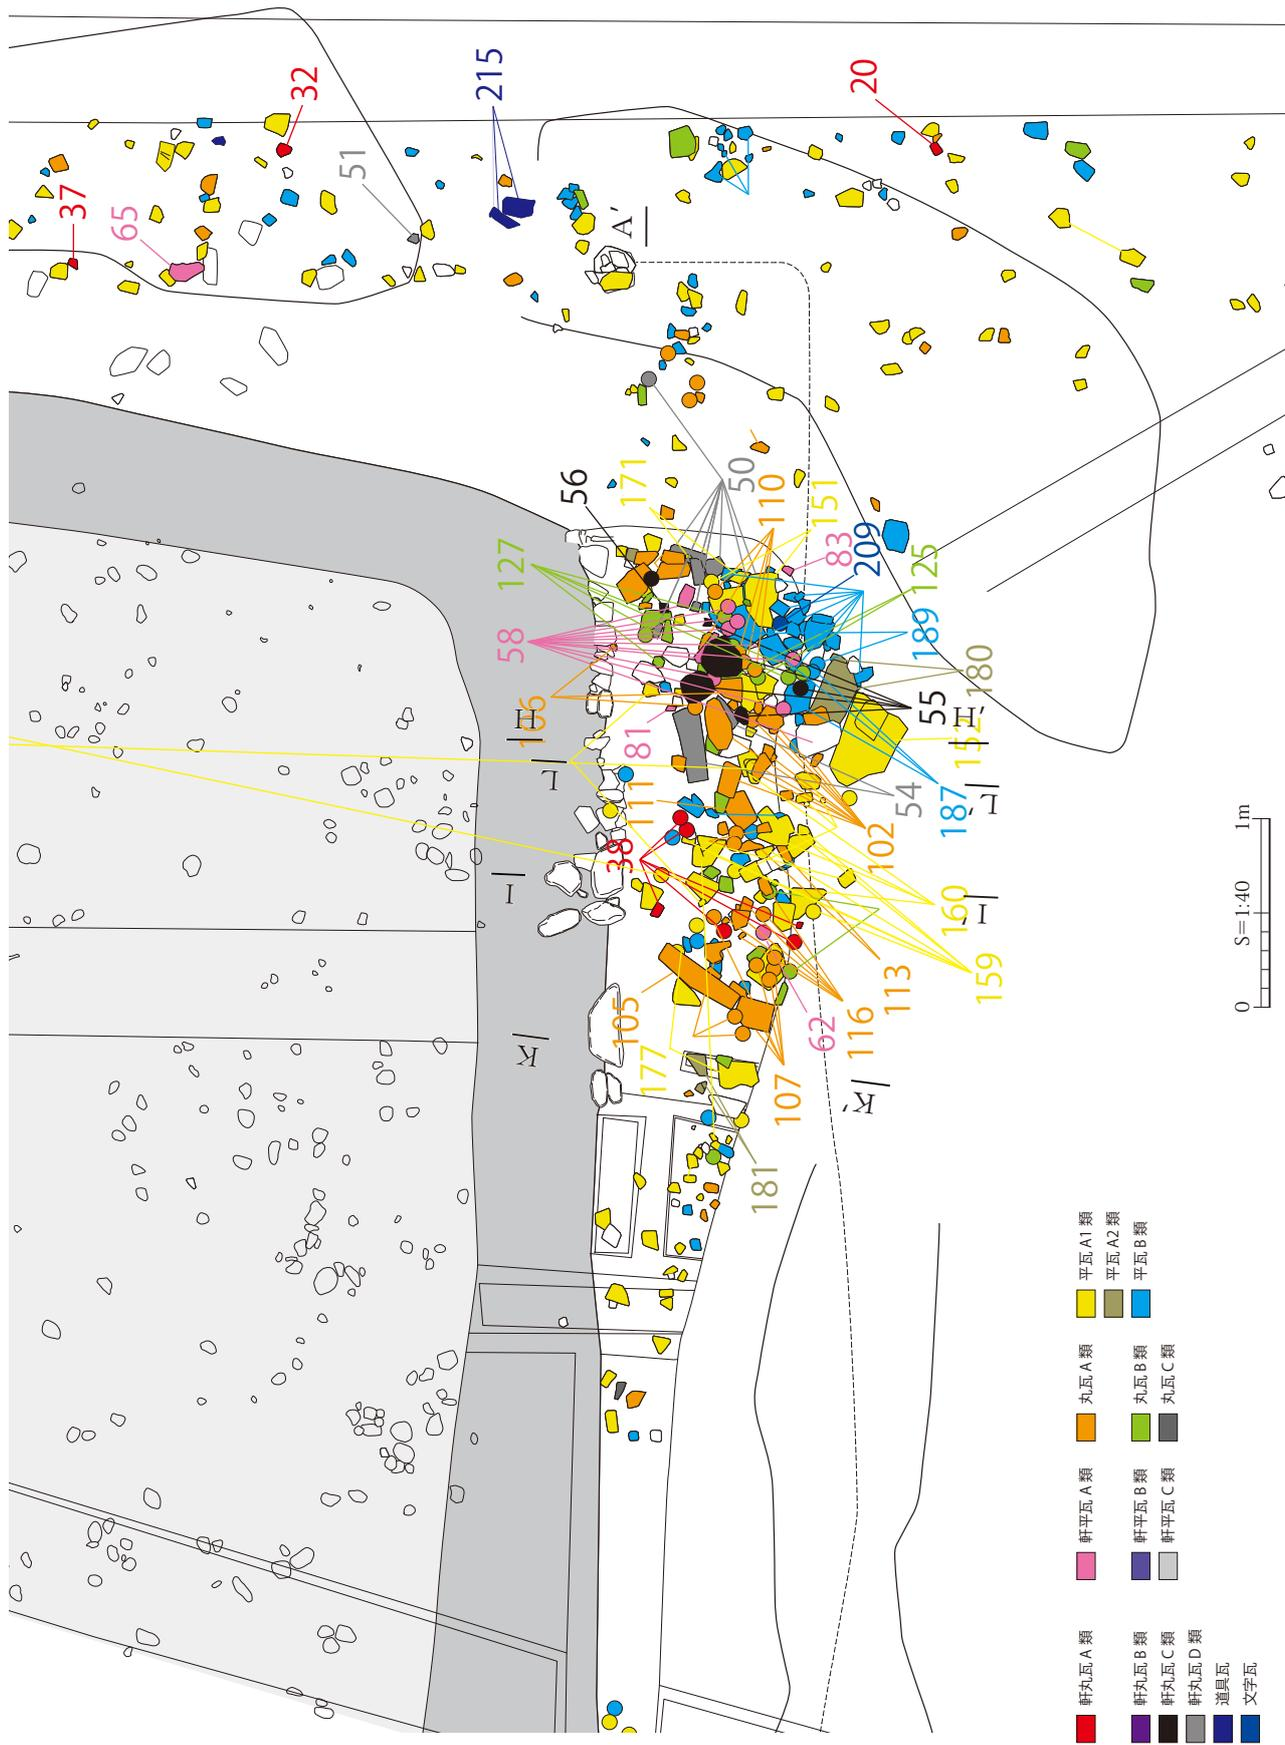 32
215
20
51
37
65
A′
50
171
56
110
151
83
209
125
127
58
189
180
55
H′
152
106
H
81
L
111
54
187
L′
102
38
160
I
I′
159
113
105
62
116
K
177
107
K′
181
0 S=1:40 1m
軒丸瓦 A 類
軒丸瓦 B 類
軒丸瓦 C 類
軒丸瓦 D 類
道具瓦
文字瓦
軒平瓦 A 類
軒平瓦 B 類
軒平瓦 C 類
丸瓦 A 類
丸瓦 B 類
丸瓦 C 類
平瓦 A1 類
平瓦 A2 類
平瓦 B 類